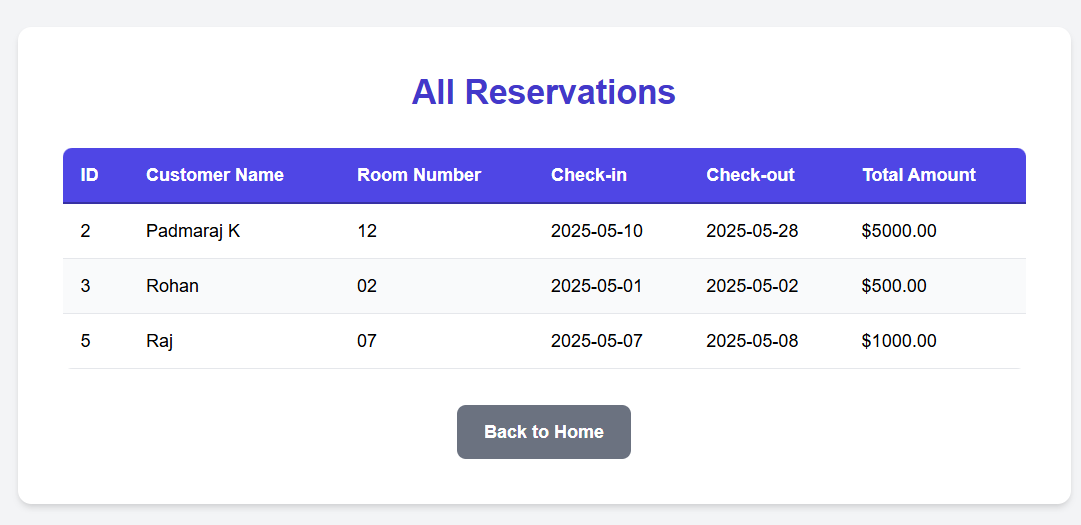 All Reservations
ID Customer Name Room Number Check-in Check-out Total Amount
2 Padmaraj K 12 2025-05-10 2025-05-28 $5000.00
3 Rohan 02 2025-05-01 2025-05-02 $500.00
5 Raj 07 2025-05-07 2025-05-08 $1000.00
Back to Home